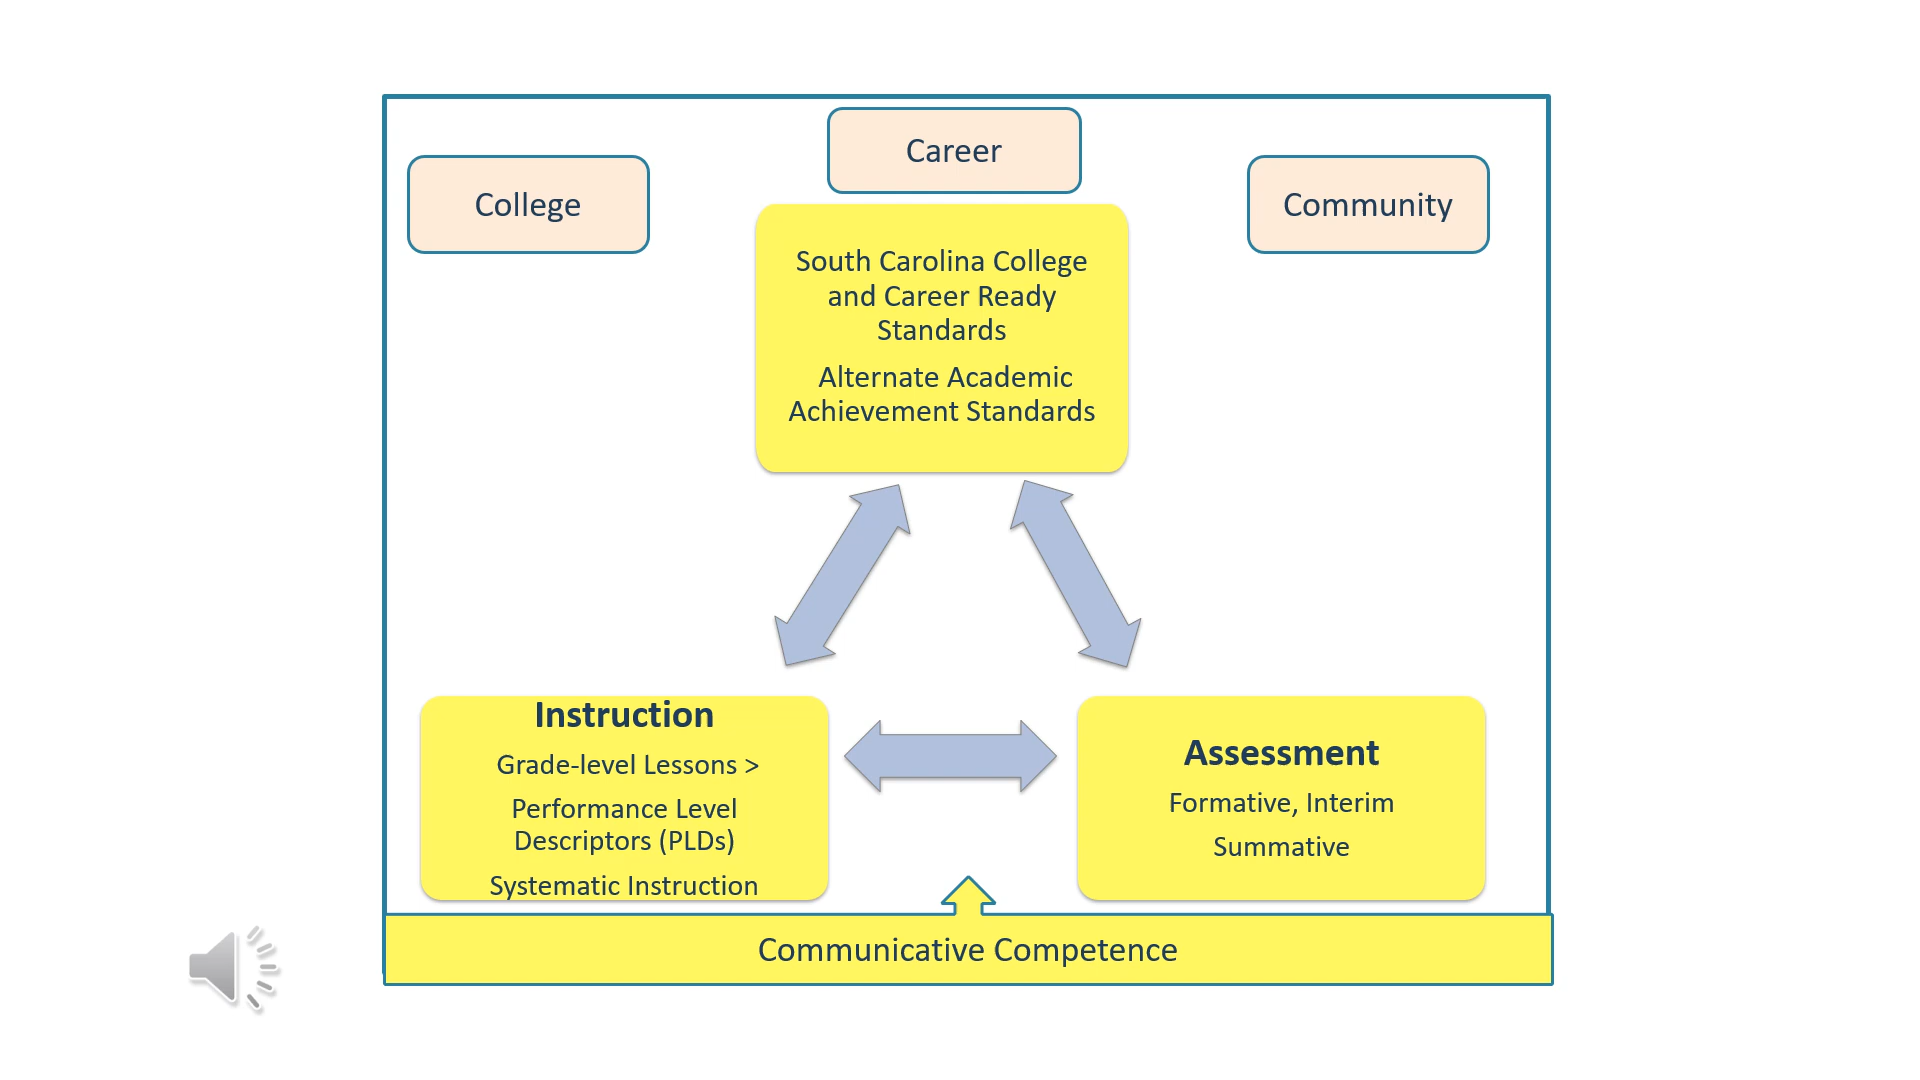 Career
College
Community
South Carolina College
and Career Ready
Standards
Alternate Academic
Achievement Standards
Instruction
Grade-level Lessons >
Performance Level
Descriptors (PLDs)
Systematic Instruction
Assessment
Formative, Interim
Summative
Communicative Competence